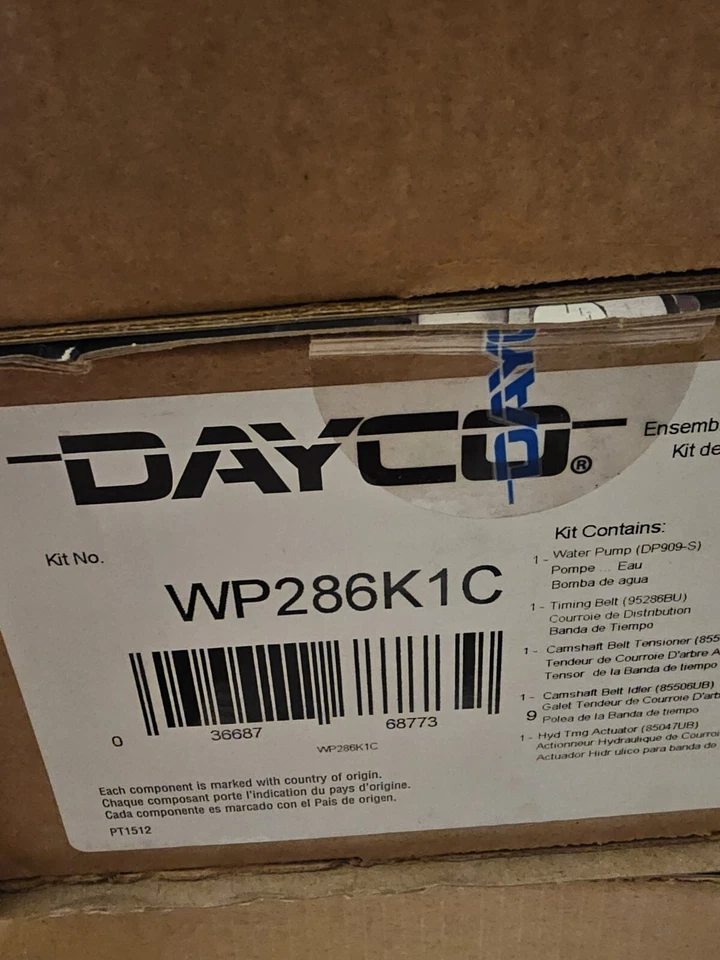 DAYCO®
DAYCO
Kit No.
WP286K1C
0 36687 68773 9
WP286K1C
Each component is marked with country of origin.
Chaque composant porte l'indication du pays d'origine.
Cada componente es marcado con el Pais de origen.
PT1512
Kit de
Kit Contains:
1 - Water Pump (DP909-S)
Pompe ... Eau
Bomba de agua
1 - Timing Belt (95286BU)
Courroie de Distribution
Banda de Tiempo
1 - Camshaft Belt Tensioner
Tendeur de Courroie D'arbre
Tensor de la Banda de tiempo
1 - Camshaft Belt Idler (85506UB)
Galet Tendeur de Courroie
Polea de la Banda de tiempo
1 - Hyd Tmg Actuator (85047UB)
Actionneur Hydraulique de
Actuador Hidr ulico para banda de